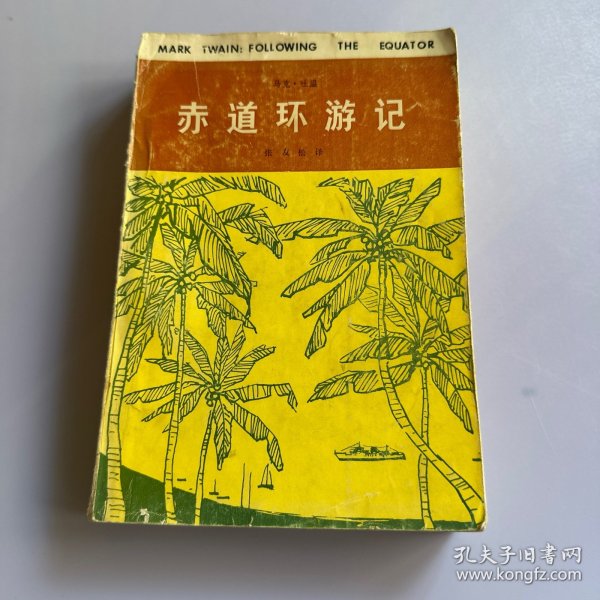 MARK TWAIN: FOLLOWING THE EQUATOR
马克·吐温
赤道环游记
张友松译
孔夫子旧书网
www.kongfz.com